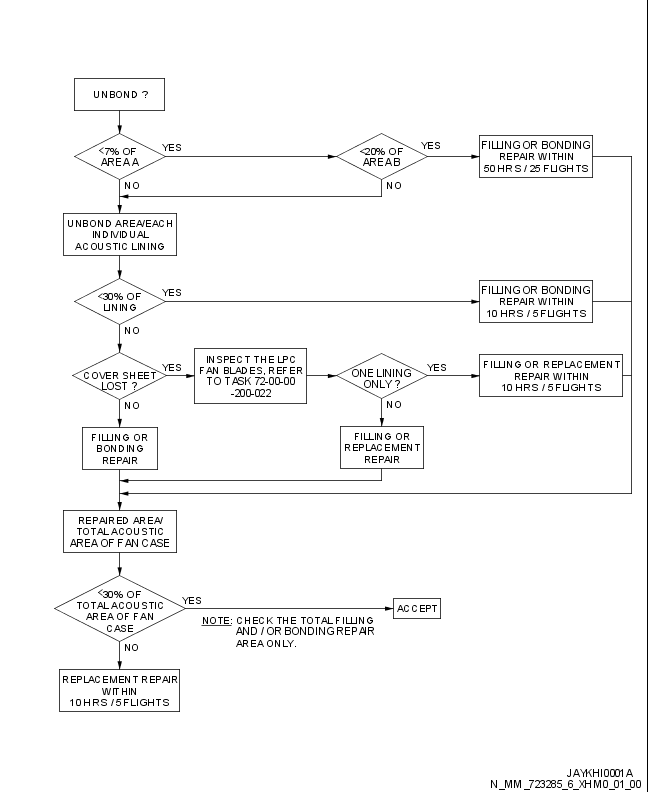 UNBOND ?
<7% OF
AREA A
YES
NO
<20% OF
AREA B
YES
NO
FILLING OR BONDING
REPAIR WITHIN
50 HRS / 25 FLIGHTS
UNBOND AREA/EACH
INDIVIDUAL
ACOUSTIC LINING
<30% OF
LINING
YES
NO
FILLING OR BONDING
REPAIR WITHIN
10 HRS / 5 FLIGHTS
COVER SHEET
LOST ?
YES
NO
INSPECT THE LPC
FAN BLADES, REFER
TO TASK 72-00-00
-200-022
ONE LINING
ONLY ?
YES
NO
FILLING OR REPLACEMENT
REPAIR WITHIN
10 HRS / 5 FLIGHTS
FILLING OR
BONDING
REPAIR
FILLING OR
REPLACEMENT
REPAIR
REPAIRED AREA/
TOTAL ACOUSTIC
AREA OF FAN CASE
<30% OF
TOTAL ACOUSTIC
AREA OF FAN
CASE
YES
NO
ACCEPT
NOTE: CHECK THE TOTAL FILLING
AND / OR BONDING REPAIR
AREA ONLY.
REPLACEMENT REPAIR
WITHIN
10 HRS / 5 FLIGHTS
JAYKHI0001A
N_MM_723285_6_XHM0_01_00